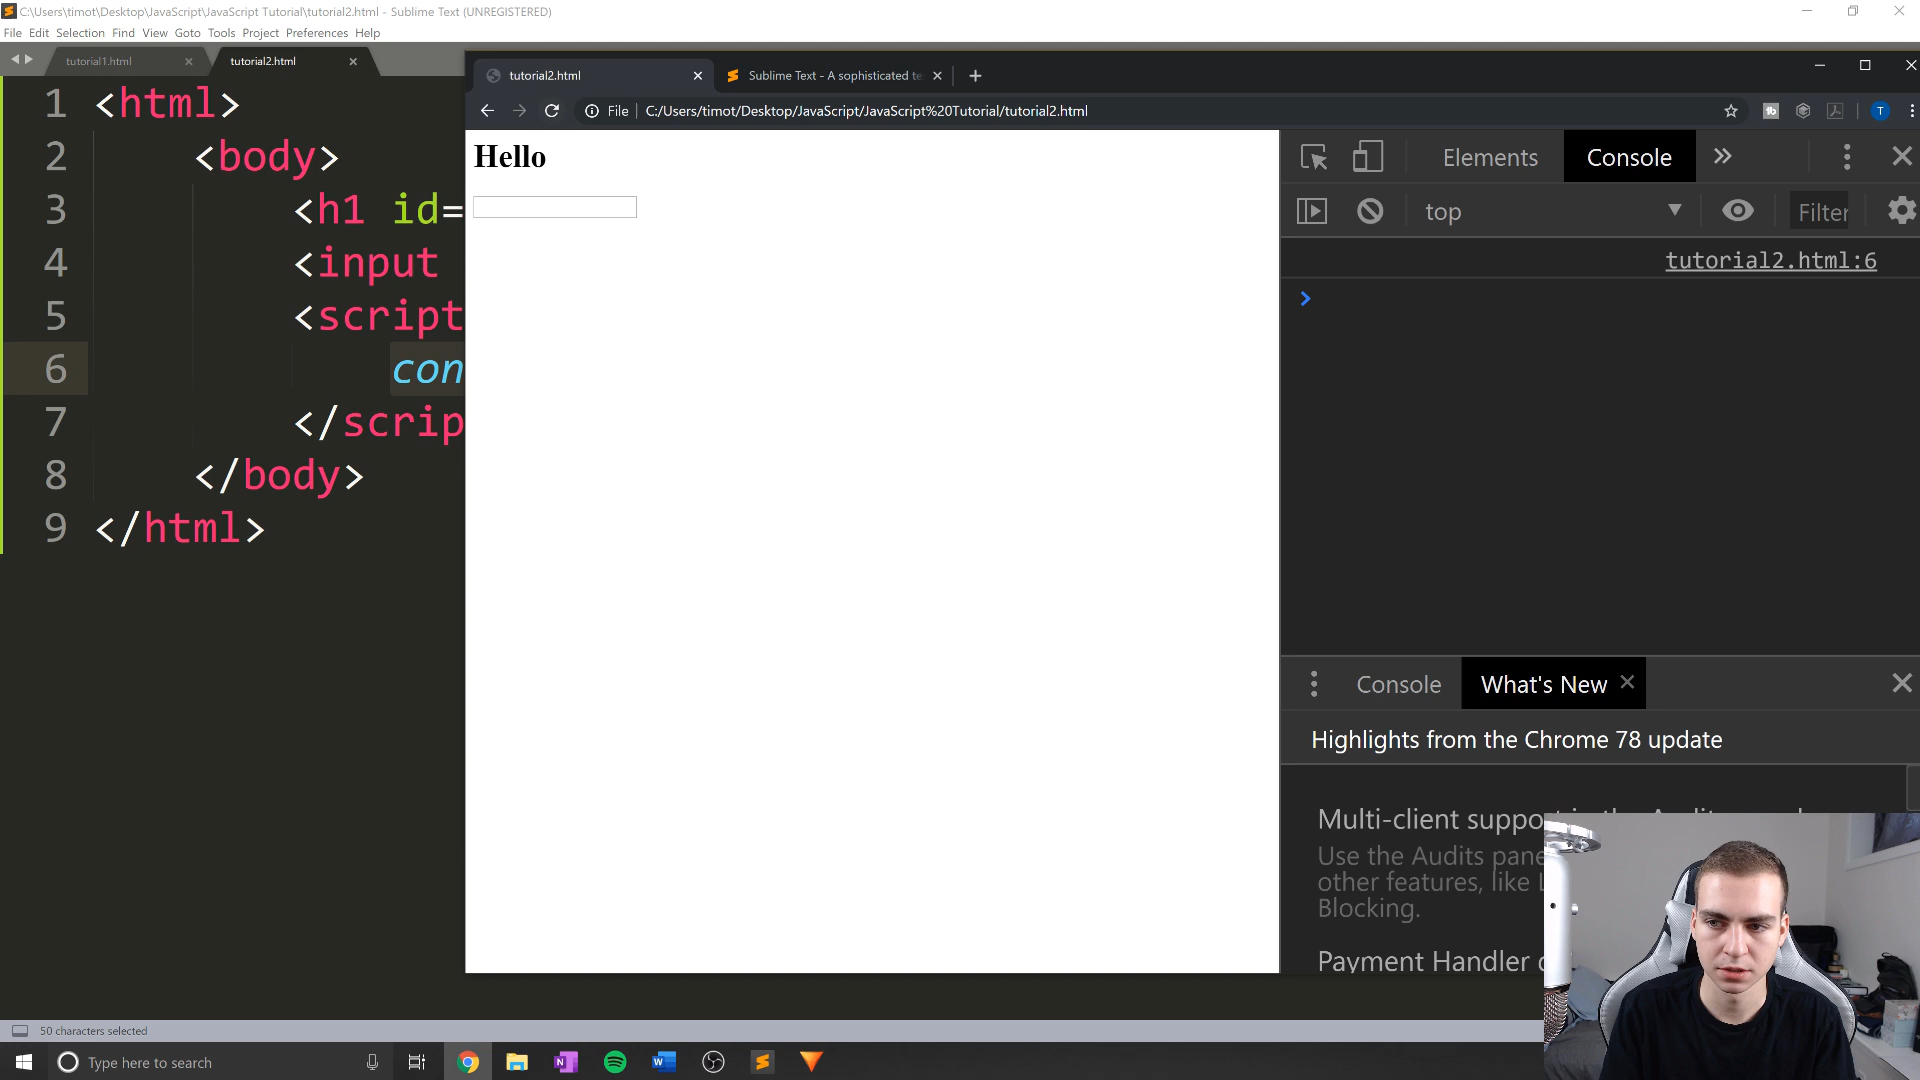 C:\Users\timot\Desktop\JavaScript\JavaScript Tutorial\tutorial2.html - Sublime Text (UNREGISTERED)
File Edit Selection Find View Goto Tools Project Preferences Help
tutorial1.html
tutorial2.html
1 <html>
2 <body>
3 <h1 id=
4 <input
5 <script
6 con
7 </scrip
8 </body>
9 </html>
tutorial2.html
Sublime Text - A sophisticated te
File
C:/Users/timot/Desktop/JavaScript/JavaScript%20Tutorial/tutorial2.html
T
Hello
Elements
Console
top
Filter
tutorial2.html:6
Console
What's New
Highlights from the Chrome 78 update
Multi-client suppo
Use the Audits pane
other features, like
Blocking.
Payment Handler
50 characters selected
Type here to search